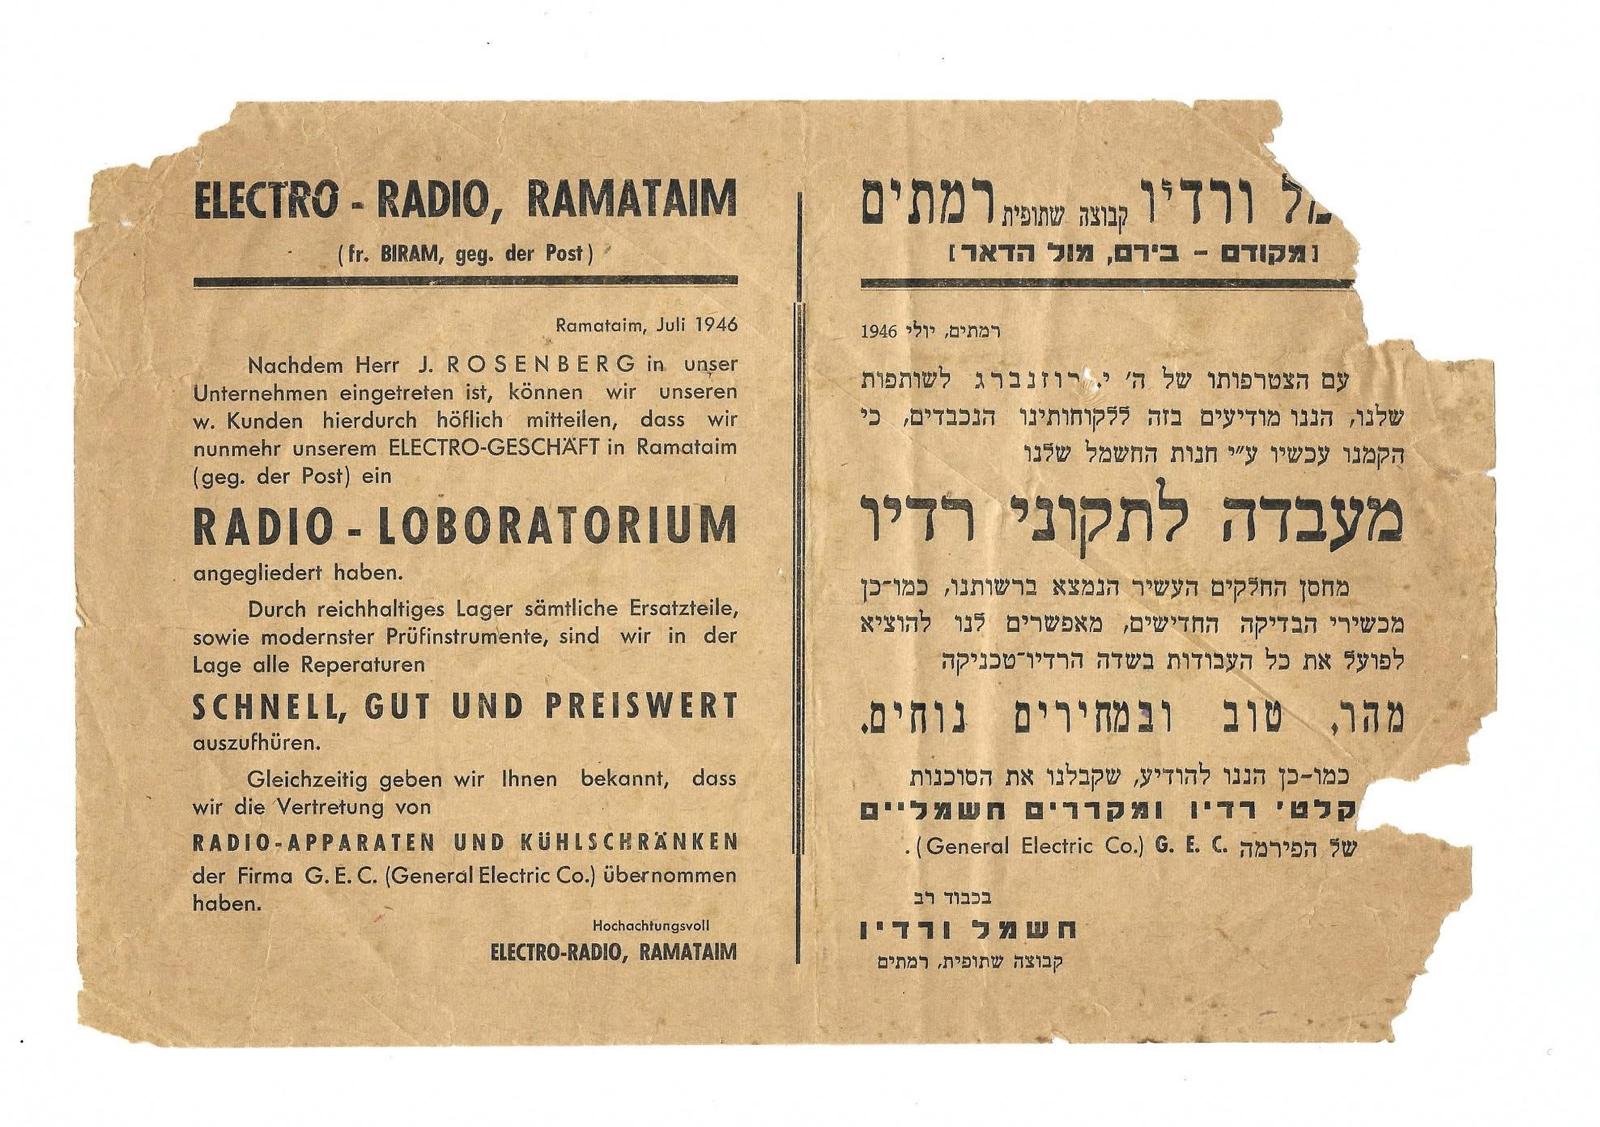 ELECTRO - RADIO, RAMATAIM
(fr. BIRAM, geg. der Post)
Ramataim, Juli 1946
Nachdem Herr J. ROSENBERG in unser
Unternehmen eingetreten ist, können wir unseren
w. Kunden hierdurch höflich mitteilen, dass wir
nunmehr unserem ELECTRO-GESCHÄFT in Ramataim
(geg. der Post) ein
RADIO - LOBORATORIUM
angegliedert haben.
Durch reichhaltiges Lager sämtliche Ersatzteile,
sowie modernster Prüfinstrumente, sind wir in der
Lage alle Reperaturen
SCHNELL, GUT UND PREISWERT
auszufhüren.
Gleichzeitig geben wir Ihnen bekannt, dass
wir die Vertretung von
RADIO-APPARATEN UND KÜHLSCHRÄNKEN
der Firma G. E. C. (General Electric Co.) übernommen
haben.
Hochachtungsvoll
ELECTRO-RADIO, RAMATAIM
מל ורדיו קבוצה שתופית רמתים
[מקודם - בירם, מול הדאר]
רמתים, יולי 1946
עם הצטרפותו של ה' י. רוזנברג לשותפות
שלנו, הננו מודיעים בזה ללקוחותינו הנכבדים, כי
הקמנו עכשיו ע"י חנות החשמל שלנו
מעבדה לתקוני רדיו
מחסן החלקים העשיר הנמצא ברשותנו, כמו־כן
מכשירי הבדיקה החדישים, מאפשרים לנו להוציא
לפועל את כל העבודות בשדה הרדיו־טכניקה
מהר, טוב ובמחירים נוחים.
כמו-כן הננו להודיע, שקבלנו את הסוכנות
קלטי רדיו ומקררים חשמליים
של הפירמה G. E. C. (General Electric Co.).
בכבוד רב
חשמל ורדיו
קבוצה שתופית, רמתים